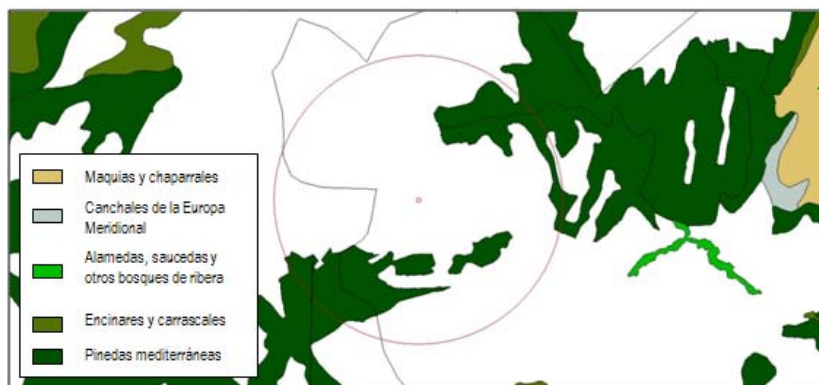 Maquias y chaparrales
Canchales de la Europa
Meridional
Alamedas, saucedas y
otros bosques de ribera
Encinares y carrascales
Pinedas mediterráneas